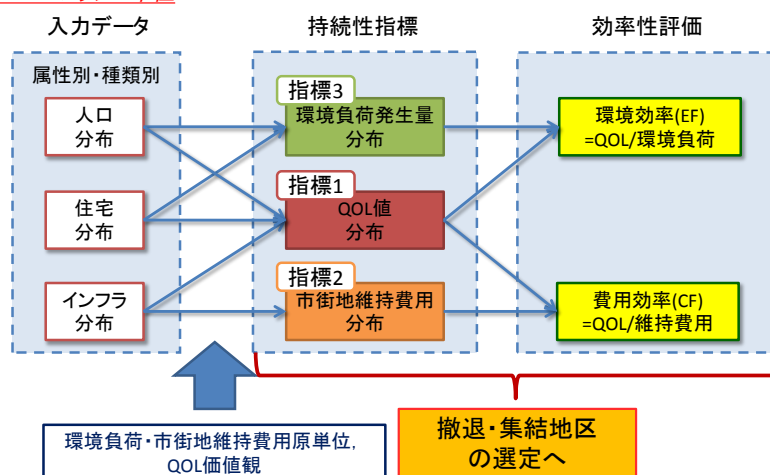 入力データ
持続性指標
効率性評価
属性別・種類別
人口
分布
住宅
分布
インフラ
分布
指標3
環境負荷発生量
分布
指標1
QOL値
分布
指標2
市街地維持費用
分布
環境効率(EF)
=QOL/環境負荷
費用効率(CF)
=QOL/維持費用
環境負荷・市街地維持費用原単位,
QOL価値観
撤退・集結地区
の選定へ